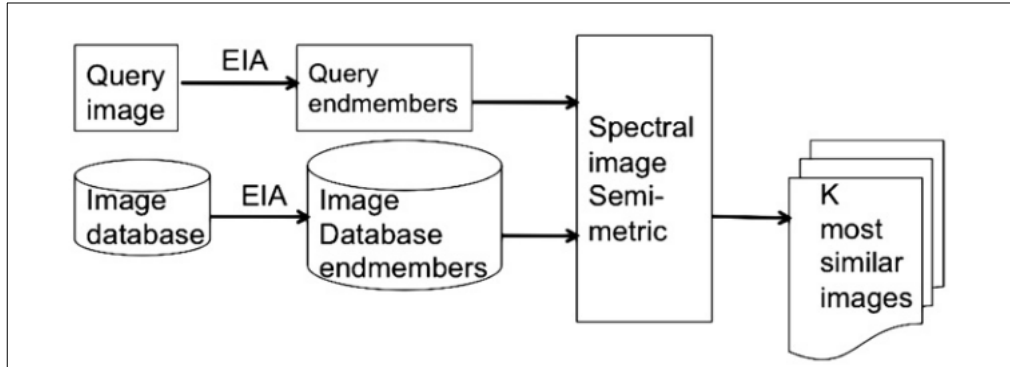 Query
image
EIA
Query
endmembers
Image
database
EIA
Image
Database
endmembers
Spectral
image
Semi-
metric
K
most
similar
images